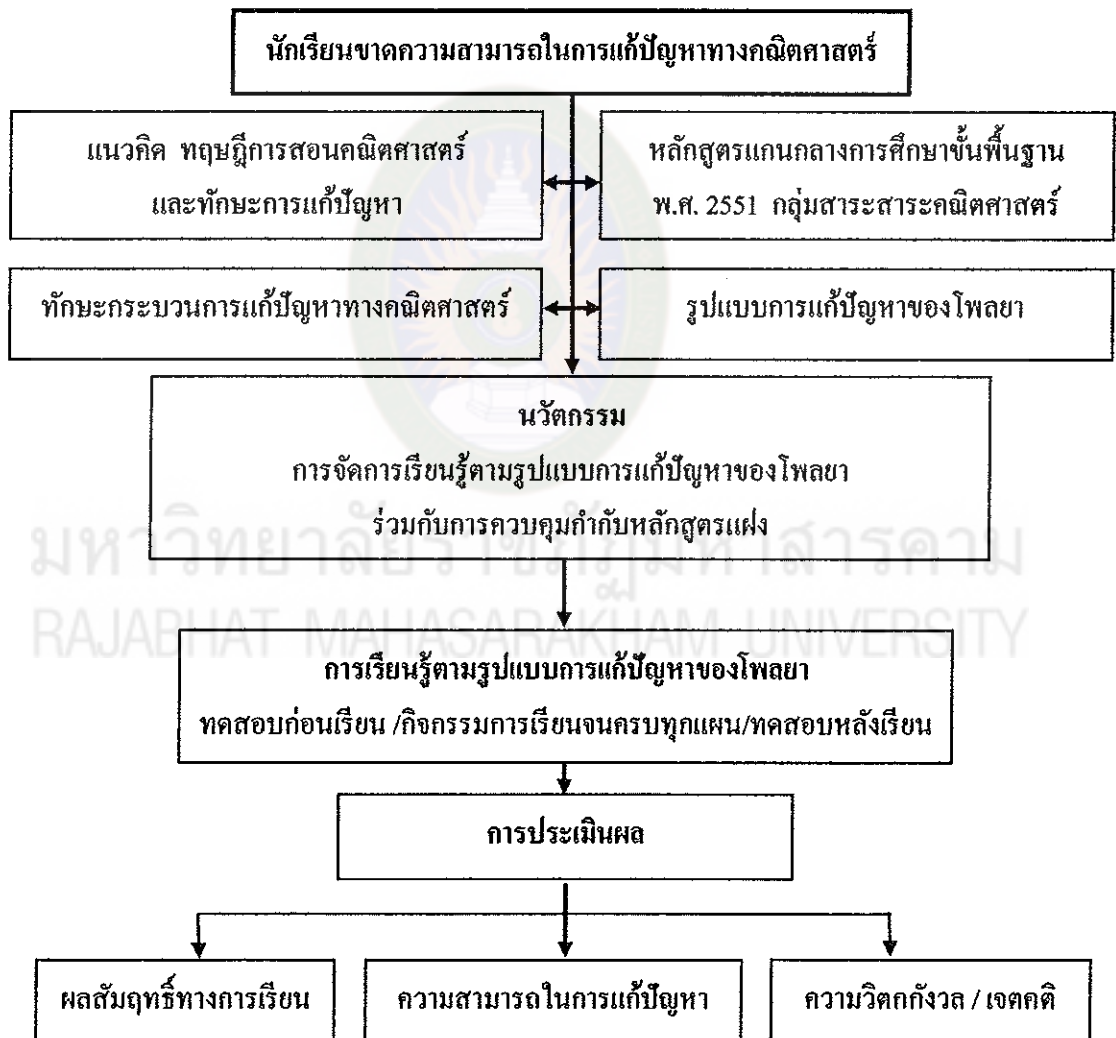 นักเรียนขาดความสามารถในการแก้ปัญหาทางคณิตศาสตร์
แนวคิด ทฤษฎีการสอนคณิตศาสตร์
และทักษะการแก้ปัญหา
หลักสูตรแกนกลางการศึกษาขั้นพื้นฐาน
พ.ศ. 2551 กลุ่มสาระสาระคณิตศาสตร์
ทักษะกระบวนการแก้ปัญหาทางคณิตศาสตร์
รูปแบบการแก้ปัญหาของโพลยา
นวัตกรรม
การจัดการเรียนรู้ตามรูปแบบการแก้ปัญหาของโพลยา
ร่วมกับการควบคุมกำกับหลักสูตรแฝง
มหาวิทยาลัยราชภัฏมหาสารคาม
RAJABHAT MAHASARAKHAM UNIVERSITY
การเรียนรู้ตามรูปแบบการแก้ปัญหาของโพลยา
ทดสอบก่อนเรียน /กิจกรรมการเรียนจนครบทุกแผน/ทดสอบหลังเรียน
การประเมินผล
ผลสัมฤทธิ์ทางการเรียน
ความสามารถในการแก้ปัญหา
ความวิตกกังวล / เจตคติ